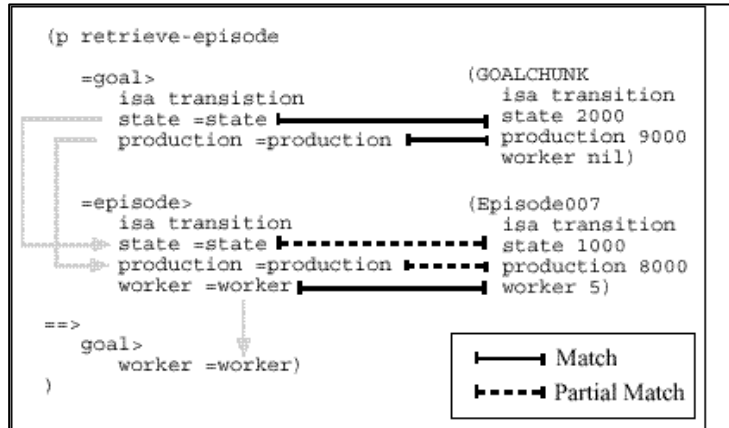 (p retrieve-episode
=goal> (GOALCHUNK
isa transistion isa transition
state =state state 2000
production =production production 9000
worker nil)
=episode> (Episode007
isa transition isa transition
state =state state 1000
production =production production 8000
worker =worker worker 5)
==>
goal>
worker =worker)
)
Match
Partial Match